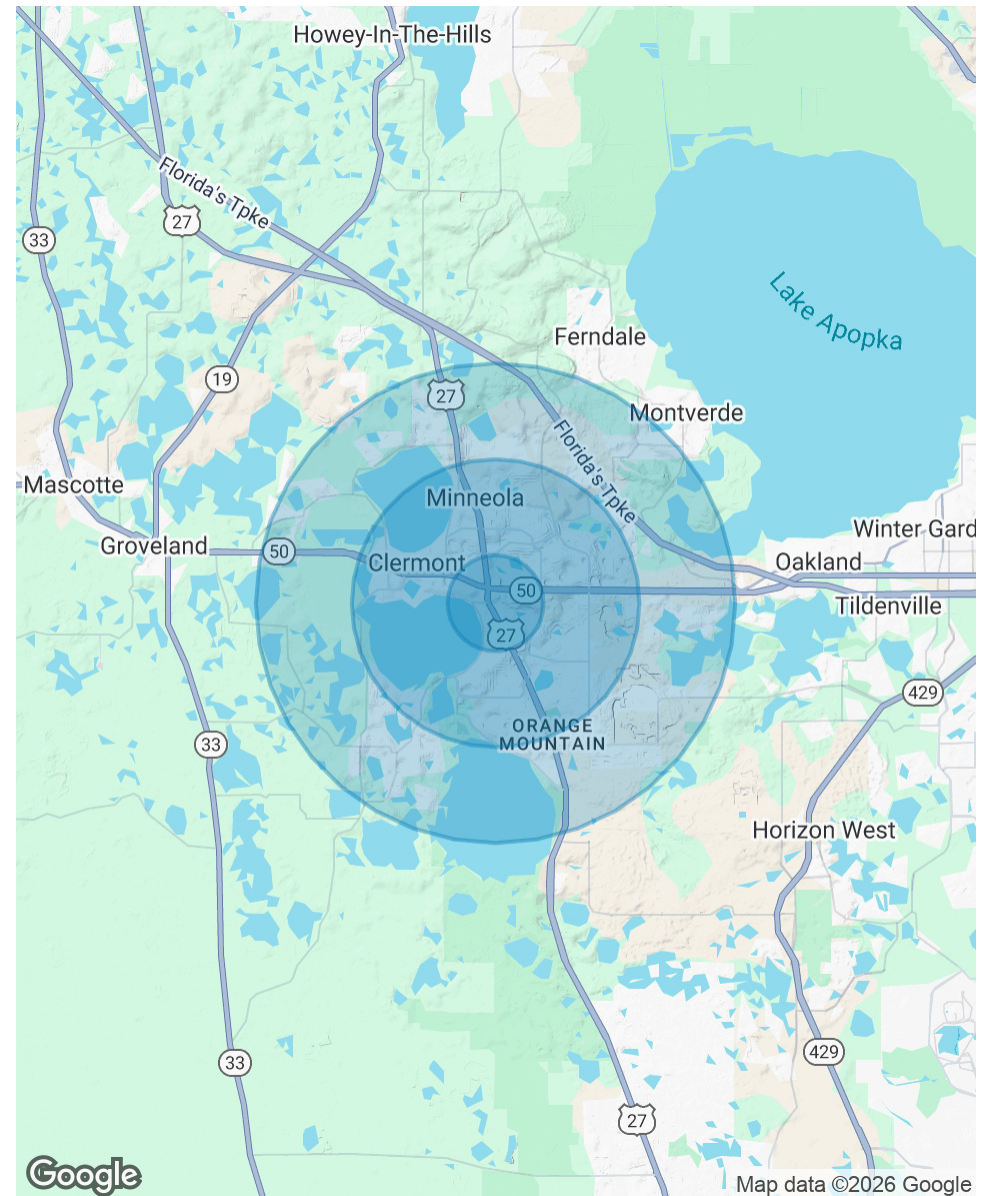 Howey-In-The-Hills
Florida's Tpke
27
33
Lake Apopka
Ferndale
19
27
Montverde
Florida's Tpke
Mascotte
Minneola
Winter Gard
Groveland
50
Clermont
Oakland
50
Tildenville
27
429
ORANGE
MOUNTAIN
33
Horizon West
429
33
27
Google
Map data ©2026 Google